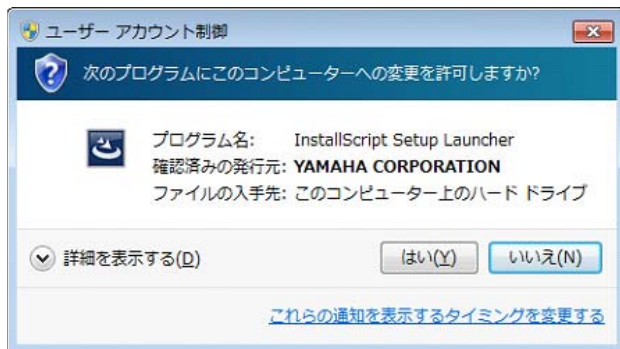 ユーザー アカウント制御
次のプログラムにこのコンピューターへの変更を許可しますか?
プログラム名: InstallScript Setup Launcher
確認済みの発行元: YAMAHA CORPORATION
ファイルの入手先: このコンピューター上のハード ドライブ
詳細を表示する(D) はい(Y) いいえ(N)
これらの通知を表示するタイミングを変更する